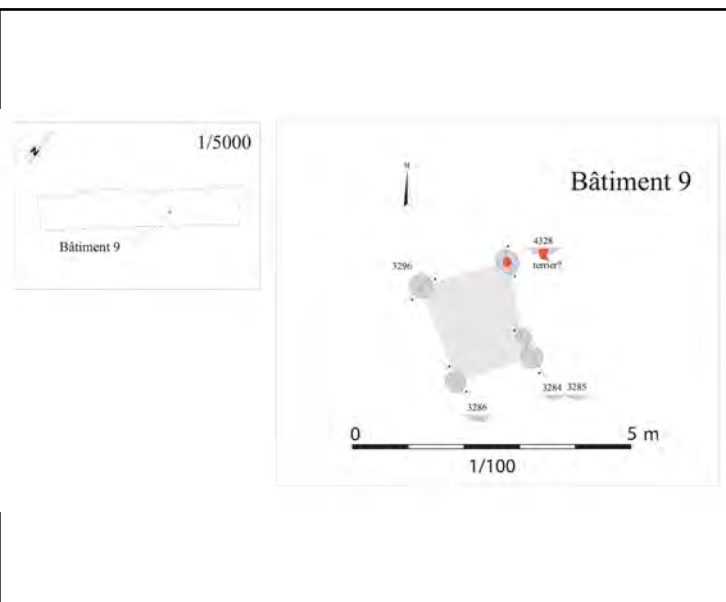 N
1/5000
Bâtiment 9
N
Bâtiment 9
4328
terrier?
3296
3284 3285
3286
0 5 m
1/100